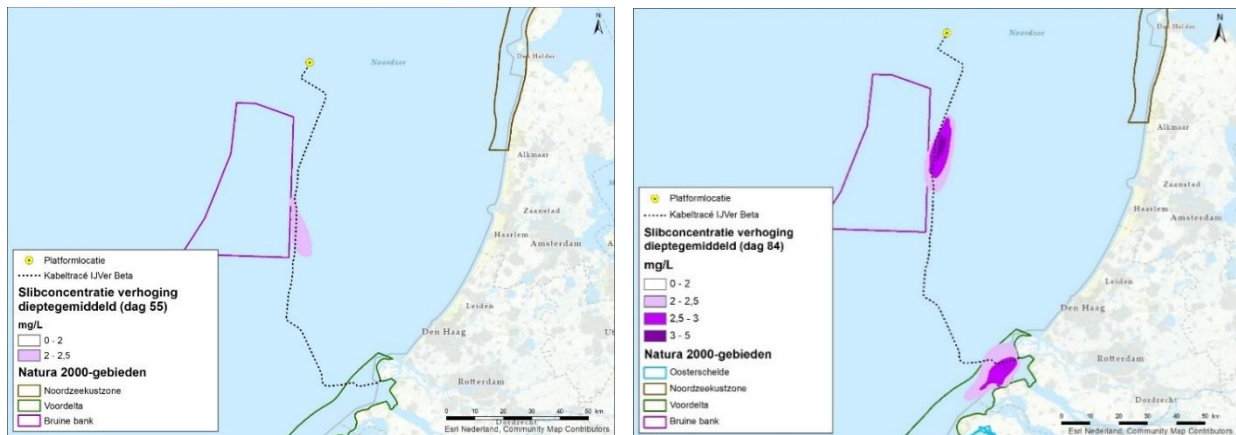 N
Den Helder
Noordzee
Alkmaar
Zaanstad
Haarlem
Amsterdam
Leiden
Den Haag
Rotterdam
Dordrecht
Platformlocatie
Kabeltracé IJVer Beta
Slibconcentratie verhoging
dieptegemiddeld (dag 55)
mg/L
0 - 2
2 - 2,5
Natura 2000-gebieden
Noordzeekustzone
Voordelta
Bruine bank
0 5 10 20 30 40 50 km
Esri Nederland, Community Map Contributors
N
Den Helder
Noordzee
Alkmaar
Zaanstad
Haarlem
Amsterdam
Leiden
Den Haag
Rotterdam
Dordrecht
Platformlocatie
Kabeltracé IJVer Beta
Slibconcentratie verhoging
dieptegemiddeld (dag 84)
mg/L
0 - 2
2 - 2,5
2,5 - 3
3 - 5
Natura 2000-gebieden
Oosterschelde
Noordzeekustzone
Voordelta
Bruine bank
0 5 10 20 30 40 50 km
Esri Nederland, Community Map Contributors